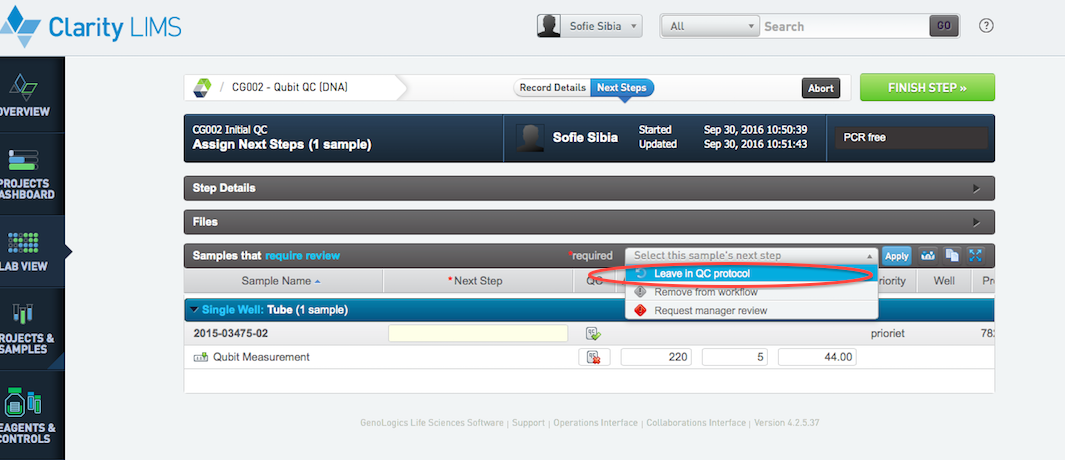 Clarity LIMS
Sofie Sibia
All
Search
GO
?
OVERVIEW
PROJECTS
DASHBOARD
LAB VIEW
PROJECTS &
SAMPLES
REAGENTS &
CONTROLS
/ CG002 - Qubit QC (DNA)
Record Details
Next Steps
Abort
FINISH STEP »
CG002 Initial QC
Assign Next Steps (1 sample)
Sofie Sibia
Started Sep 30, 2016 10:50:39
Updated Sep 30, 2016 10:51:43
PCR free
Step Details
Files
Samples that require review
*required
Select this sample's next step
Apply
Leave in QC protocol
Remove from workflow
Request manager review
Sample Name
* Next Step
QC
riority
Well
Pro
Single Well: Tube (1 sample)
2015-03475-02
prioriet
782
Qubit Measurement
220
5
44.00
GenoLogics Life Sciences Software | Support | Operations Interface | Collaborations Interface | Version 4.2.5.37